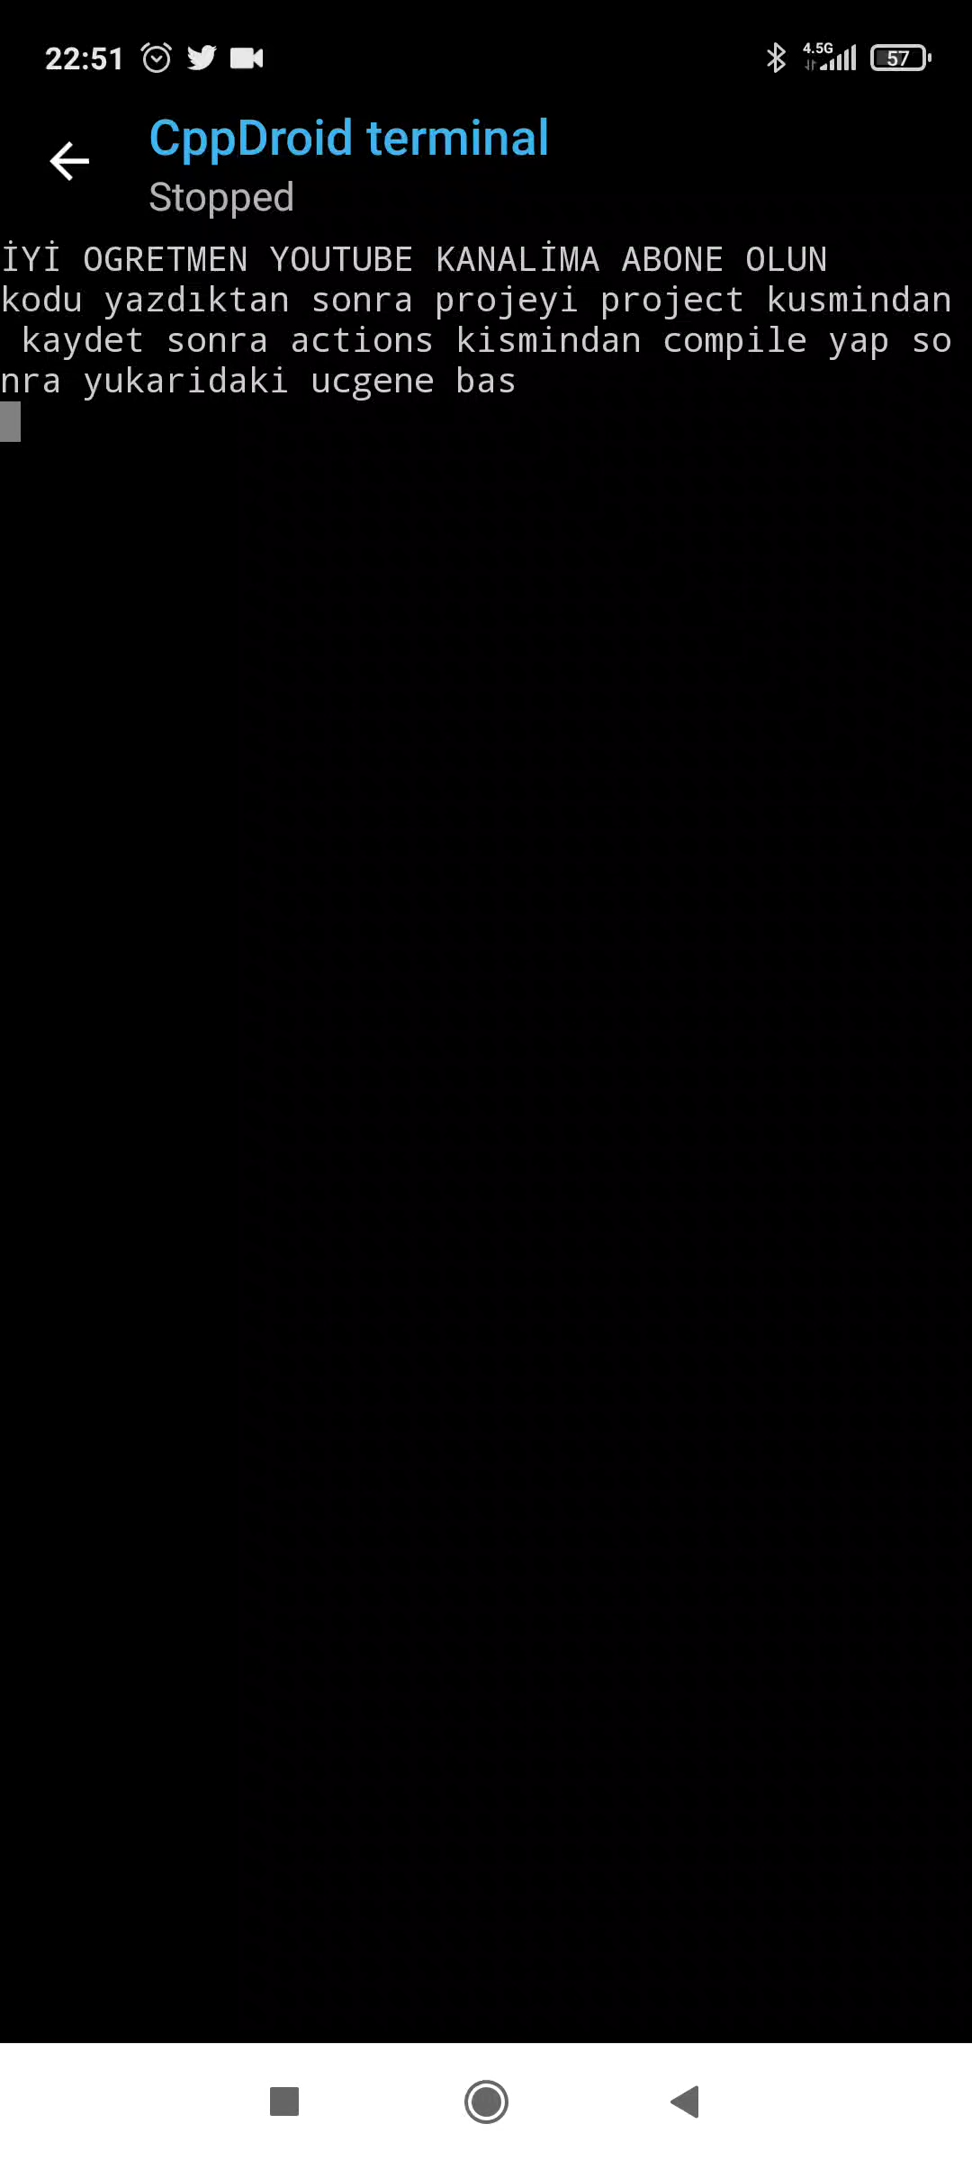 22:51 4.5G 57
CppDroid terminal
Stopped
İYİ OGRETMEN YOUTUBE KANALİMA ABONE OLUN
kodu yazdıktan sonra projeyi project kusmindan
kaydet sonra actions kismindan compile yap so
nra yukaridaki ucgene bas